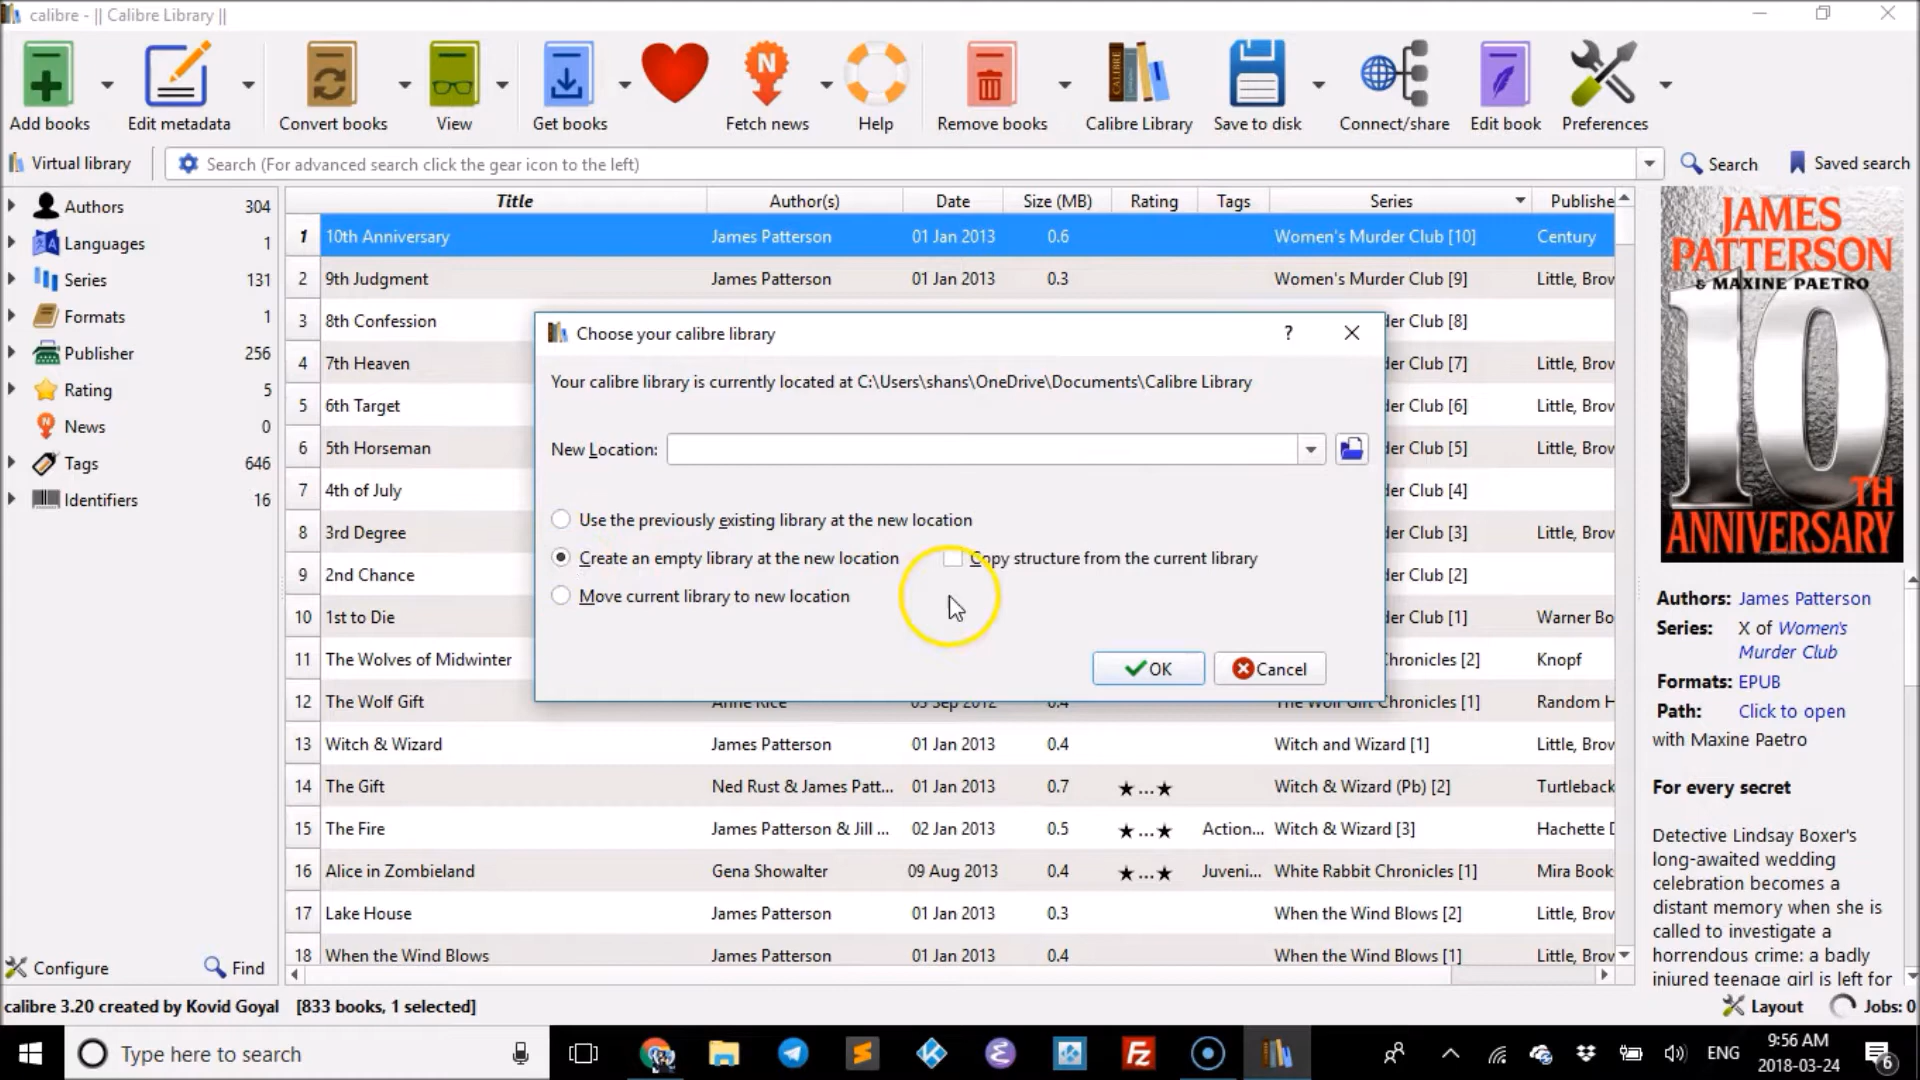 calibre - || Calibre Library ||
Add books
Edit metadata
Convert books
View
Get books
Fetch news
Help
Remove books
Calibre Library
Save to disk
Connect/share
Edit book
Preferences
Virtual library
Search (For advanced search click the gear icon to the left)
Search
Saved search
Authors 304
Languages 1
Series 131
Formats 1
Publisher 256
Rating 5
News 0
Tags 646
Identifiers 16
Configure
Find
Title Author(s) Date Size (MB) Rating Tags Series Publishe
1 10th Anniversary James Patterson 01 Jan 2013 0.6 Women's Murder Club [10] Century
2 9th Judgment James Patterson 01 Jan 2013 0.3 Women's Murder Club [9] Little, Brow
3 8th Confession der Club [8]
4 7th Heaven der Club [7] Little, Brow
5 6th Target der Club [6] Little, Brow
6 5th Horseman der Club [5] Little, Brow
7 4th of July der Club [4]
8 3rd Degree der Club [3] Little, Brow
9 2nd Chance der Club [2]
10 1st to Die der Club [1] Warner Bo
11 The Wolves of Midwinter Chronicles [2] Knopf
12 The Wolf Gift Anne Rice 03 Sep 2012 0.4 The Wolf Gift Chronicles [1] Random H
13 Witch & Wizard James Patterson 01 Jan 2013 0.4 Witch and Wizard [1] Little, Brow
14 The Gift Ned Rust & James Patt... 01 Jan 2013 0.7 ★...★ Witch & Wizard (Pb) [2] Turtleback
15 The Fire James Patterson & Jill ... 02 Jan 2013 0.5 ★...★ Action... Witch & Wizard [3] Hachette D
16 Alice in Zombieland Gena Showalter 09 Aug 2013 0.4 ★...★ Juveni... White Rabbit Chronicles [1] Mira Book
17 Lake House James Patterson 01 Jan 2013 0.3 When the Wind Blows [2] Little, Brow
18 When the Wind Blows James Patterson 01 Jan 2013 0.4 When the Wind Blows [1] Little, Brow
Choose your calibre library
?
Your calibre library is currently located at C:\Users\shans\OneDrive\Documents\Calibre Library
New Location:
Use the previously existing library at the new location
Create an empty library at the new location
Copy structure from the current library
Move current library to new location
OK
Cancel
JAMES
PATTERSON
& MAXINE PAETRO
10
TH
ANNIVERSARY
Authors: James Patterson
Series: X of Women's
Murder Club
Formats: EPUB
Path: Click to open
with Maxine Paetro
For every secret
Detective Lindsay Boxer's
long-awaited wedding
celebration becomes a
distant memory when she is
called to investigate a
horrendous crime: a badly
injured teenage girl is left for
calibre 3.20 created by Kovid Goyal [833 books, 1 selected]
Layout
Jobs: 0
Type here to search
ENG
9:56 AM
2018-03-24
6